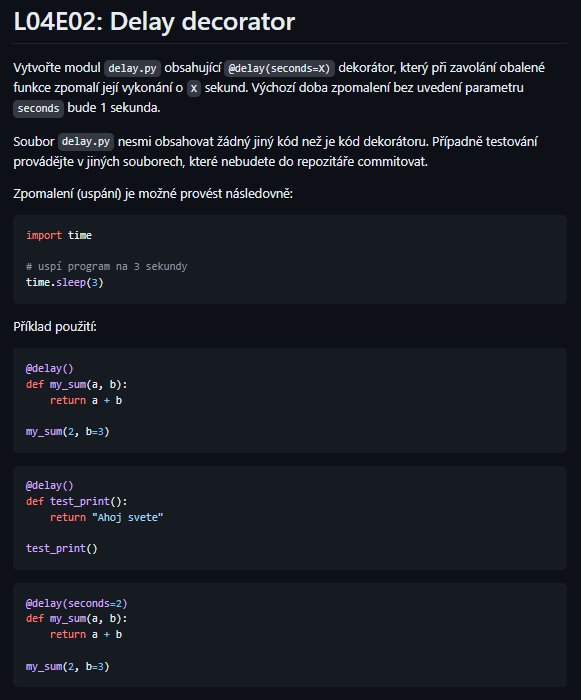 L04E02: Delay decorator
Vytvořte modul delay.py obsahující @delay(seconds=X) dekorátor, který při zavolání obalené
funkce zpomalí její vykonání o X sekund. Výchozí doba zpomalení bez uvedení parametru
seconds bude 1 sekunda.
Soubor delay.py nesmi obsahovat žádný jiný kód než je kód dekorátoru. Případně testování
provádějte v jiných souborech, které nebudete do repozitáře commitovat.
Zpomalení (uspání) je možné provést následovně:
import time
# uspí program na 3 sekundy
time.sleep(3)
Příklad použití:
@delay()
def my_sum(a, b):
    return a + b
my_sum(2, b=3)
@delay()
def test_print():
    return "Ahoj svete"
test_print()
@delay(seconds=2)
def my_sum(a, b):
    return a + b
my_sum(2, b=3)